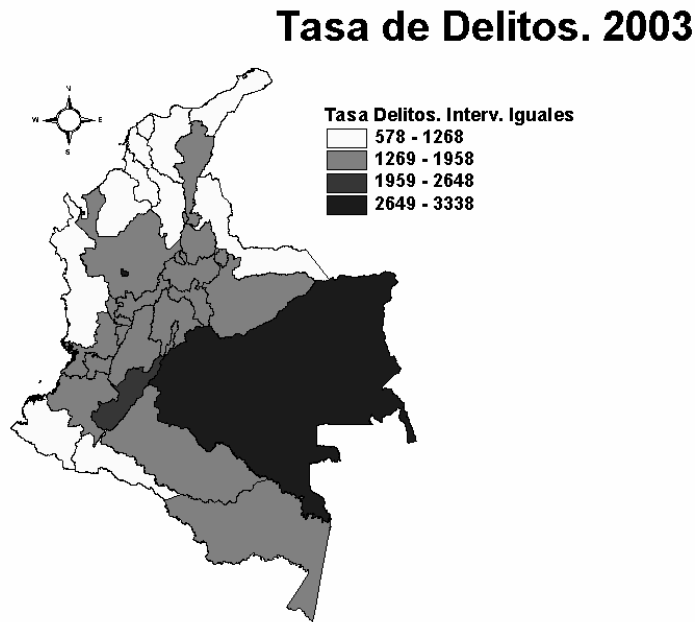 Tasa de Delitos. 2003
N
W E
S
Tasa Delitos. Interv. Iguales
578 - 1268
1269 - 1958
1959 - 2648
2649 - 3338